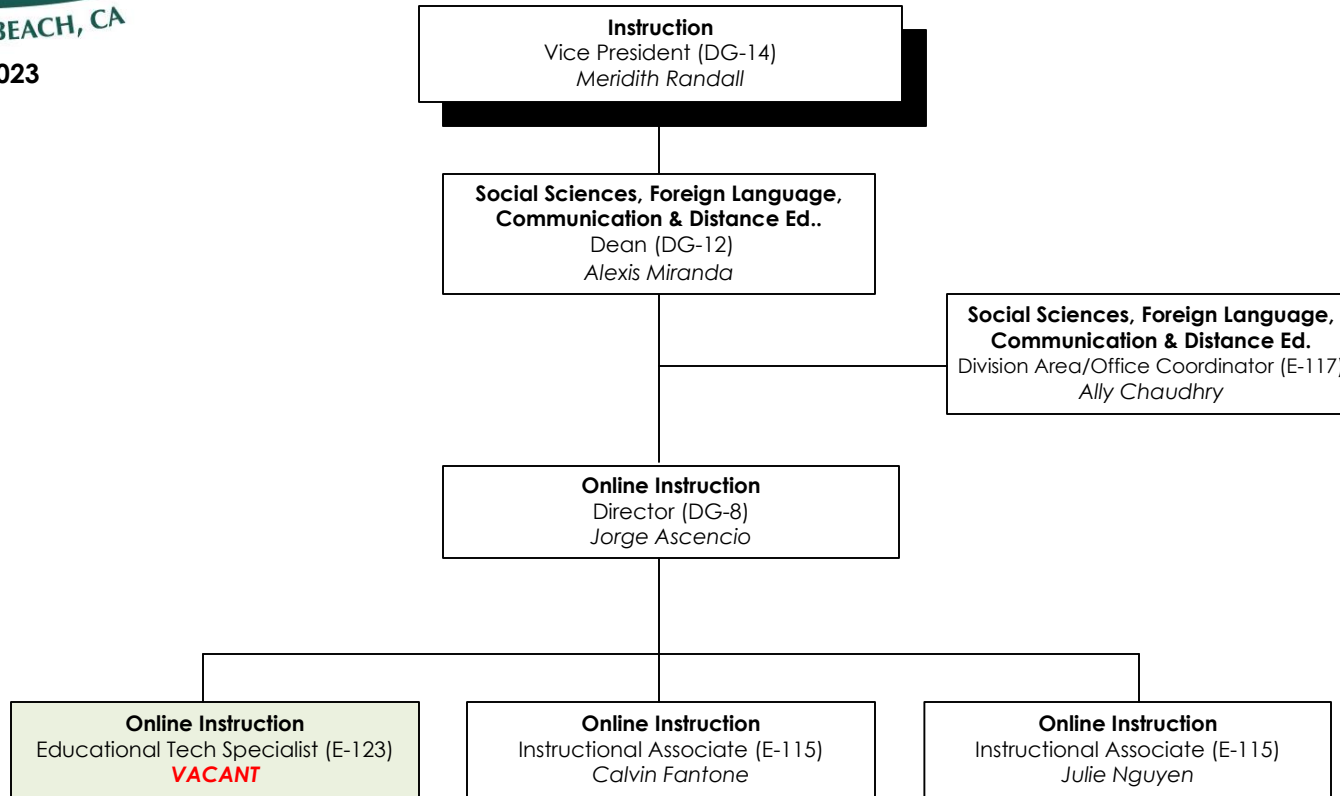 BEACH, CA
023
Instruction
Vice President (DG-14)
Meridith Randall
Social Sciences, Foreign Language,
Communication & Distance Ed..
Dean (DG-12)
Alexis Miranda
Social Sciences, Foreign Language,
Communication & Distance Ed.
Division Area/Office Coordinator (E-117)
Ally Chaudhry
Online Instruction
Director (DG-8)
Jorge Ascencio
Online Instruction
Educational Tech Specialist (E-123)
VACANT
Online Instruction
Instructional Associate (E-115)
Calvin Fantone
Online Instruction
Instructional Associate (E-115)
Julie Nguyen